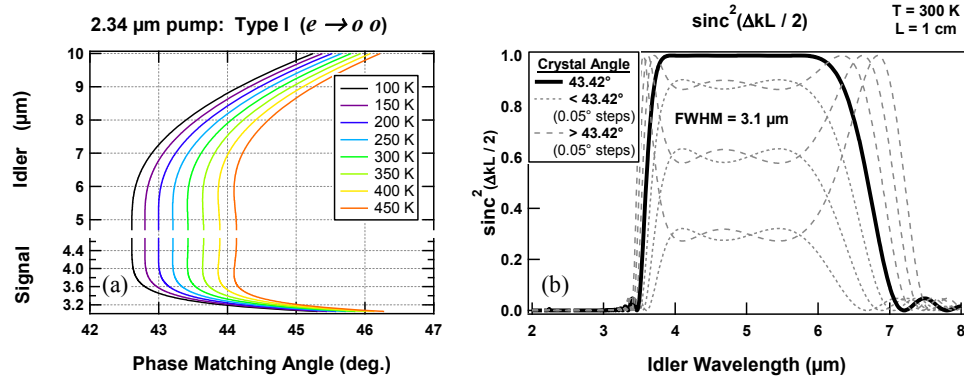 2.34 µm pump: Type I (e → o o)
Idler (µm)
Signal
10
9
8
7
6
5
4.4
4.0
3.6
3.2
100 K
150 K
200 K
250 K
300 K
350 K
400 K
450 K
(a)
42
43
44
45
46
47
Phase Matching Angle (deg.)
sinc²(ΔkL / 2)
T = 300 K
L = 1 cm
sinc²(ΔkL / 2)
1.0
0.8
0.6
0.4
0.2
0.0
Crystal Angle
43.42°
< 43.42°
(0.05° steps)
> 43.42°
(0.05° steps)
FWHM = 3.1 µm
(b)
2
3
4
5
6
7
8
Idler Wavelength (µm)